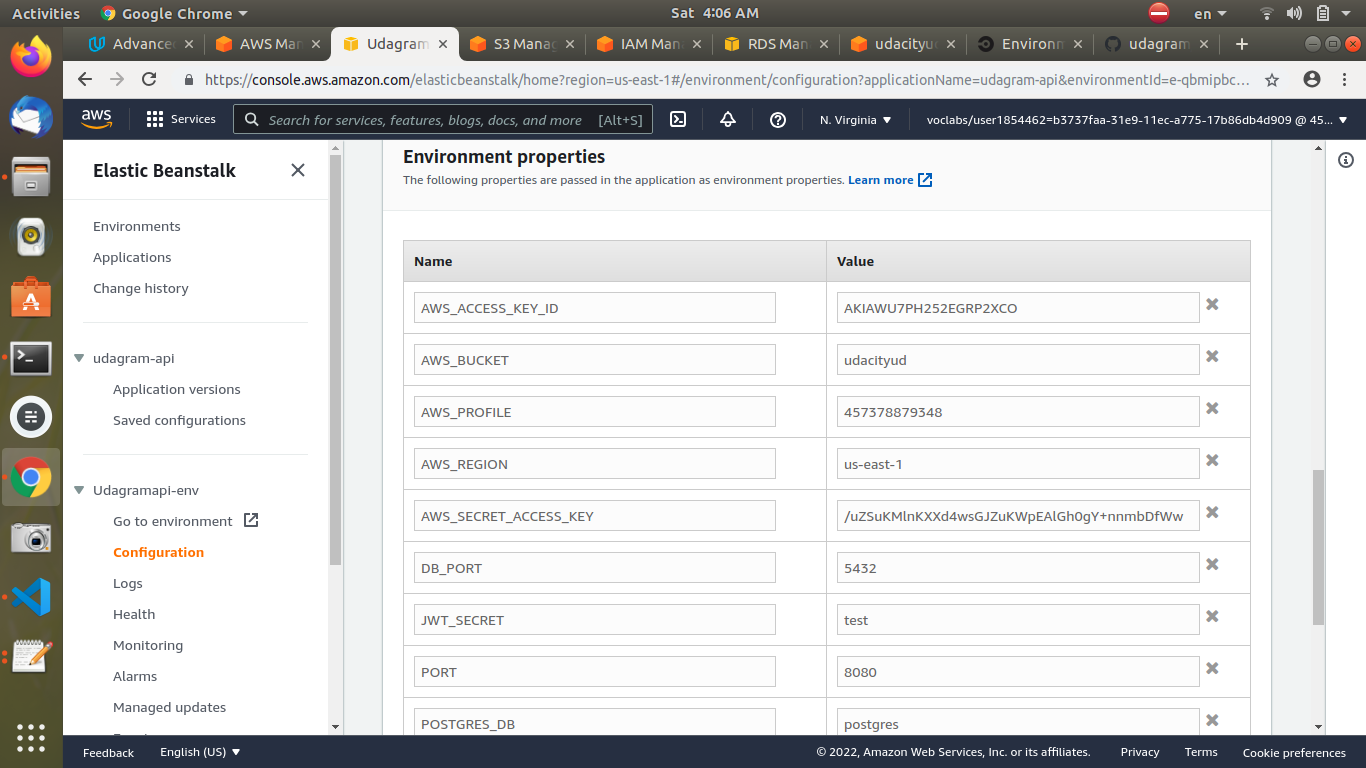 Activities
Google Chrome
Sat 4:06 AM
en
Advance
AWS Man
Udagram
S3 Manag
IAM Man
RDS Man
udacityu
Environm
udagram
https://console.aws.amazon.com/elasticbeanstalk/home?region=us-east-1#/environment/configuration?applicationName=udagram-api&environmentId=e-qbmipbc...
aws
Services
Search for services, features, blogs, docs, and more [Alt+S]
N. Virginia
voclabs/user1854462=b3737faa-31e9-11ec-a775-17b86db4d909 @ 45...
Elastic Beanstalk
Environments
Applications
Change history
udagram-api
Application versions
Saved configurations
Udagramapi-env
Go to environment
Configuration
Logs
Health
Monitoring
Alarms
Managed updates
Environment properties
The following properties are passed in the application as environment properties. Learn more
Name Value
AWS_ACCESS_KEY_ID AKIAWU7PH252EGRP2XCO
AWS_BUCKET udacityud
AWS_PROFILE 457378879348
AWS_REGION us-east-1
AWS_SECRET_ACCESS_KEY
DB_PORT 5432
JWT_SECRET test
PORT 8080
POSTGRES_DB postgres
Feedback
English (US)
© 2022, Amazon Web Services, Inc. or its affiliates.
Privacy
Terms
Cookie preferences